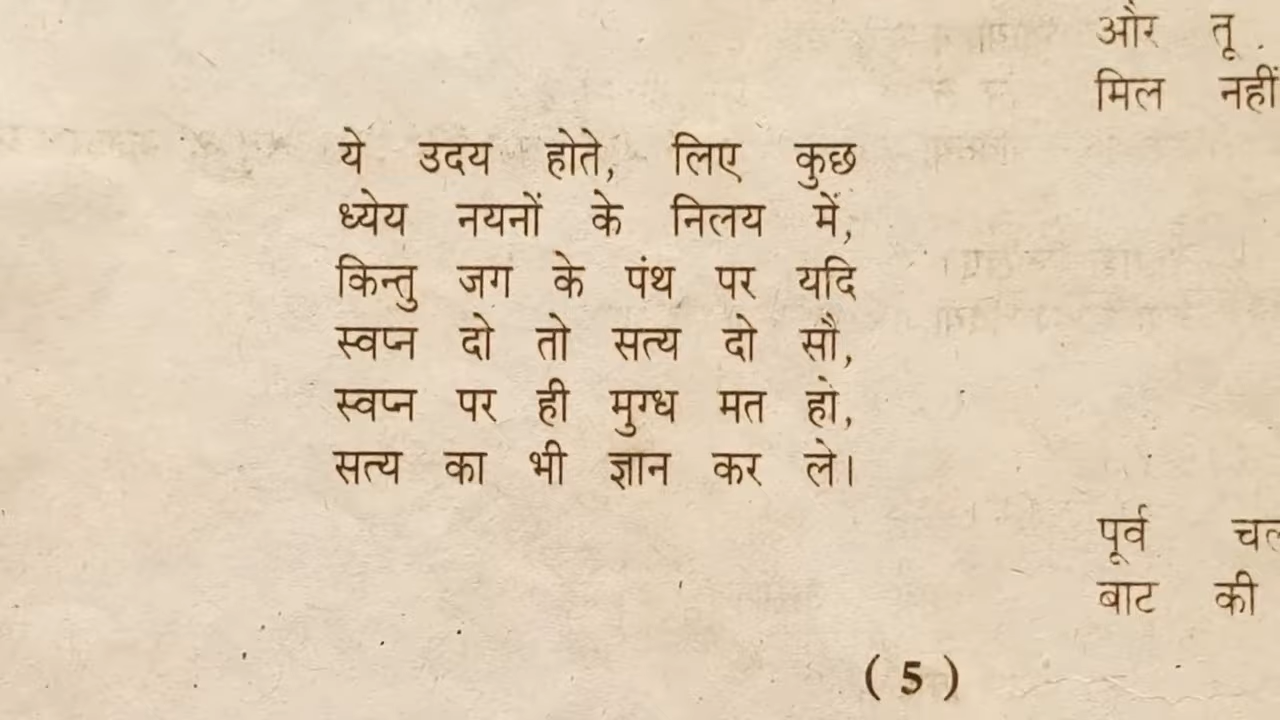 और तू
मिल नहीं
ये उदय होते, लिए कुछ
ध्येय नयनों के निलय में,
किन्तु जग के पंथ पर यदि
स्वप्न दो तो सत्य दो सौ,
स्वप्न पर ही मुग्ध मत हो,
सत्य का भी ज्ञान कर ले।
पूर्व
बाट की
( 5 )